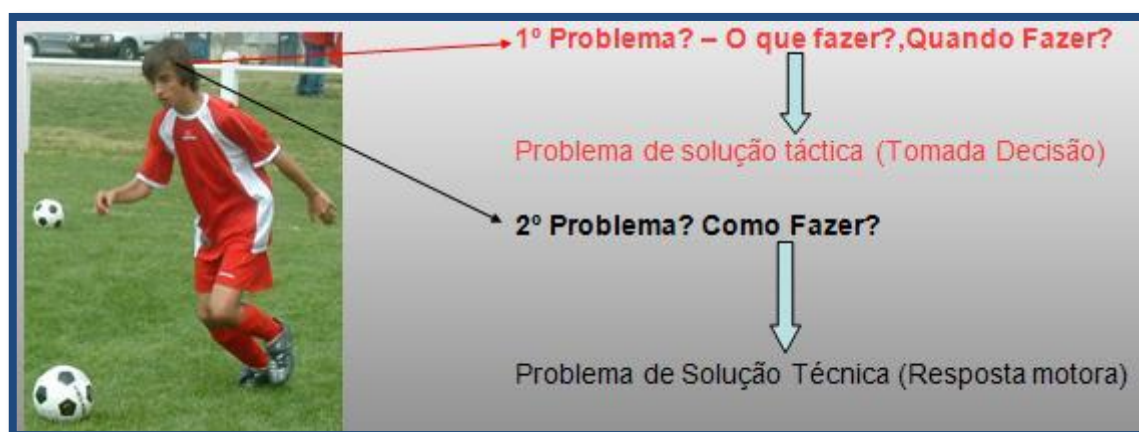 1º Problema? – O que fazer?,Quando Fazer?
Problema de solução táctica (Tomada Decisão)
2º Problema? Como Fazer?
Problema de Solução Técnica (Resposta motora)